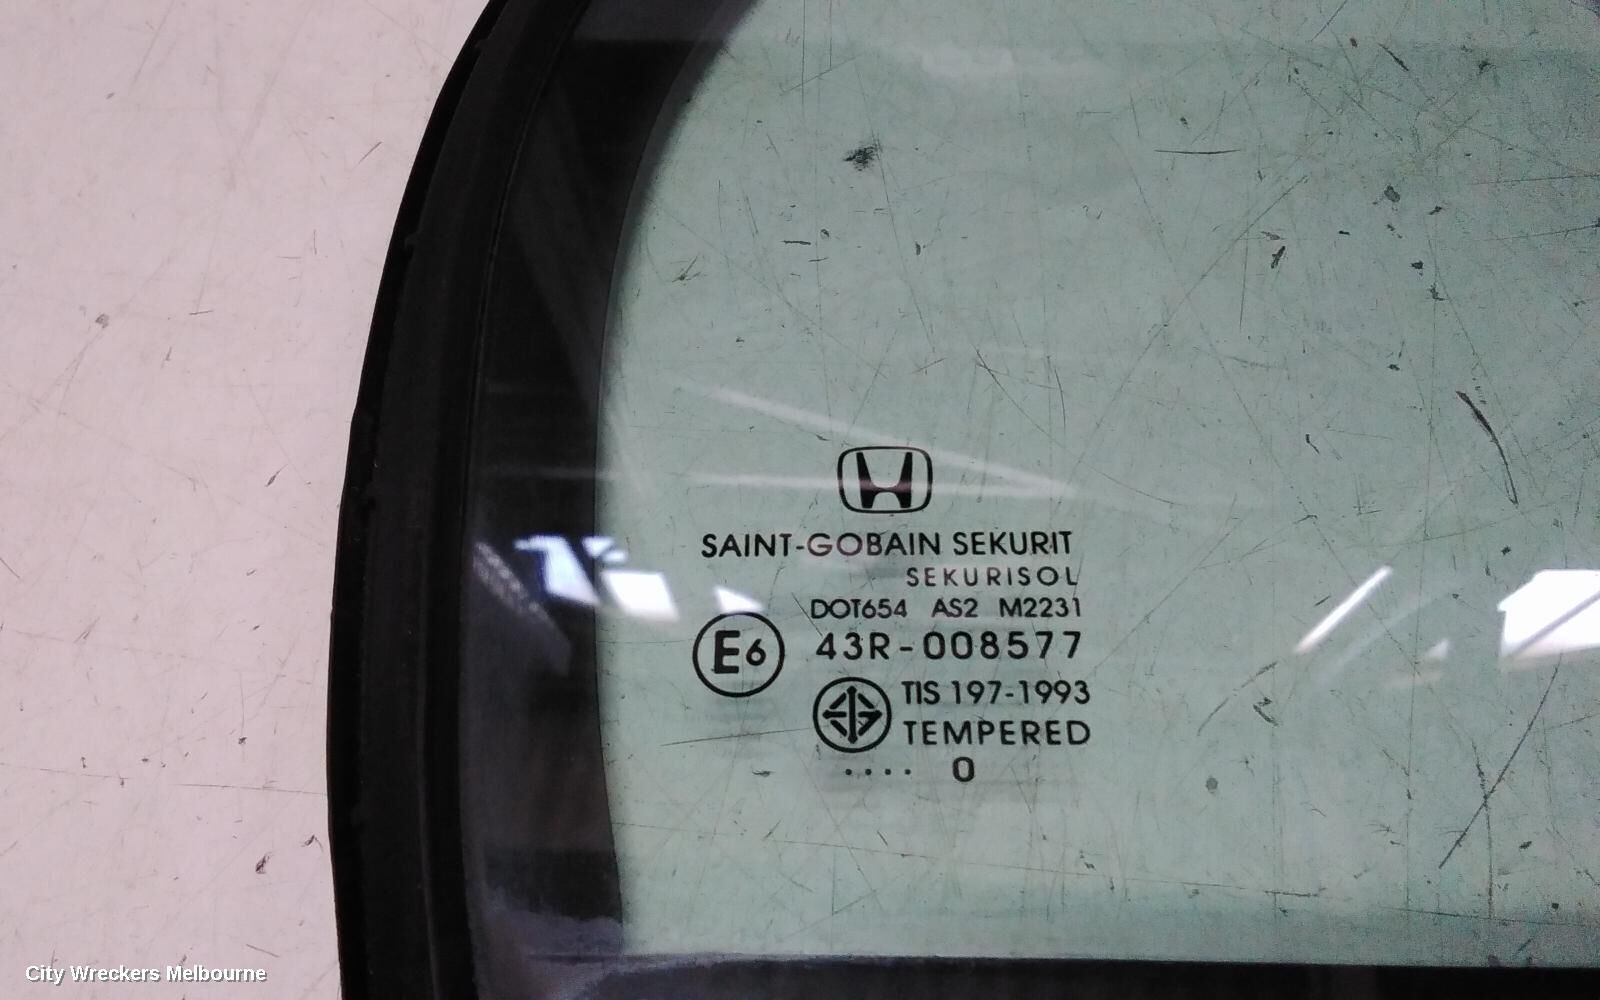 SAINT-GOBAIN SEKURIT
SEKURISOL
DOT654 AS2 M2231
E6 43R-008577
TIS 197-1993
TEMPERED
.... 0
City Wreckers Melbourne